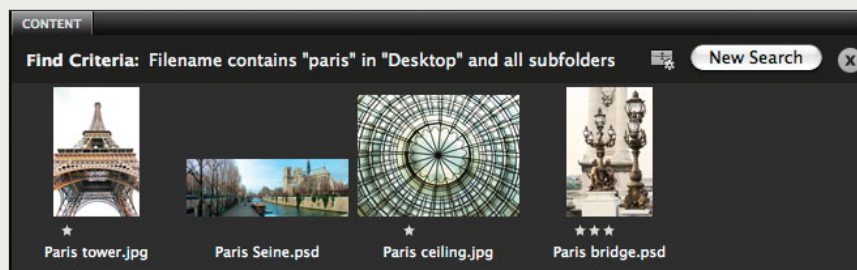 CONTENT
Find Criteria: Filename contains "paris" in "Desktop" and all subfolders
New Search
X
Paris tower.jpg
Paris Seine.psd
Paris ceiling.jpg
Paris bridge.psd